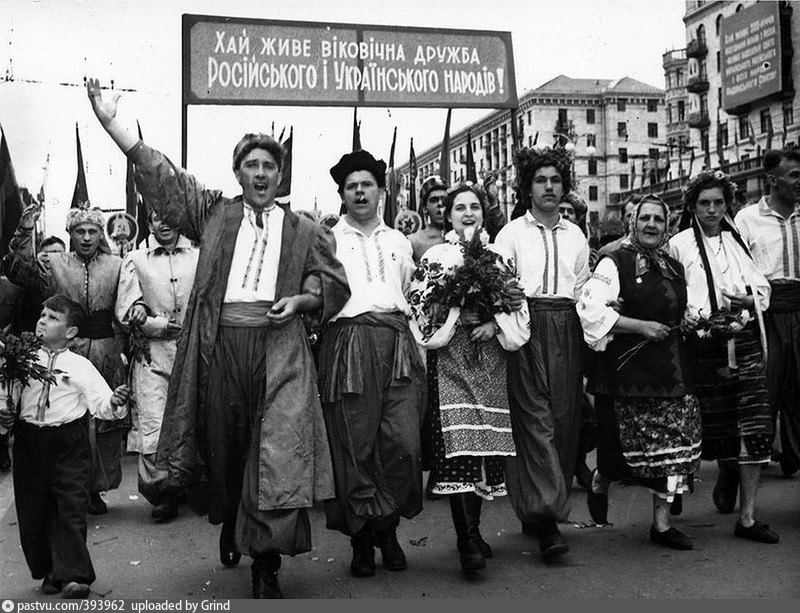 Хай живе віковічна дружба
російського і українського народів!
pastvu.com/393962 uploaded by Grind